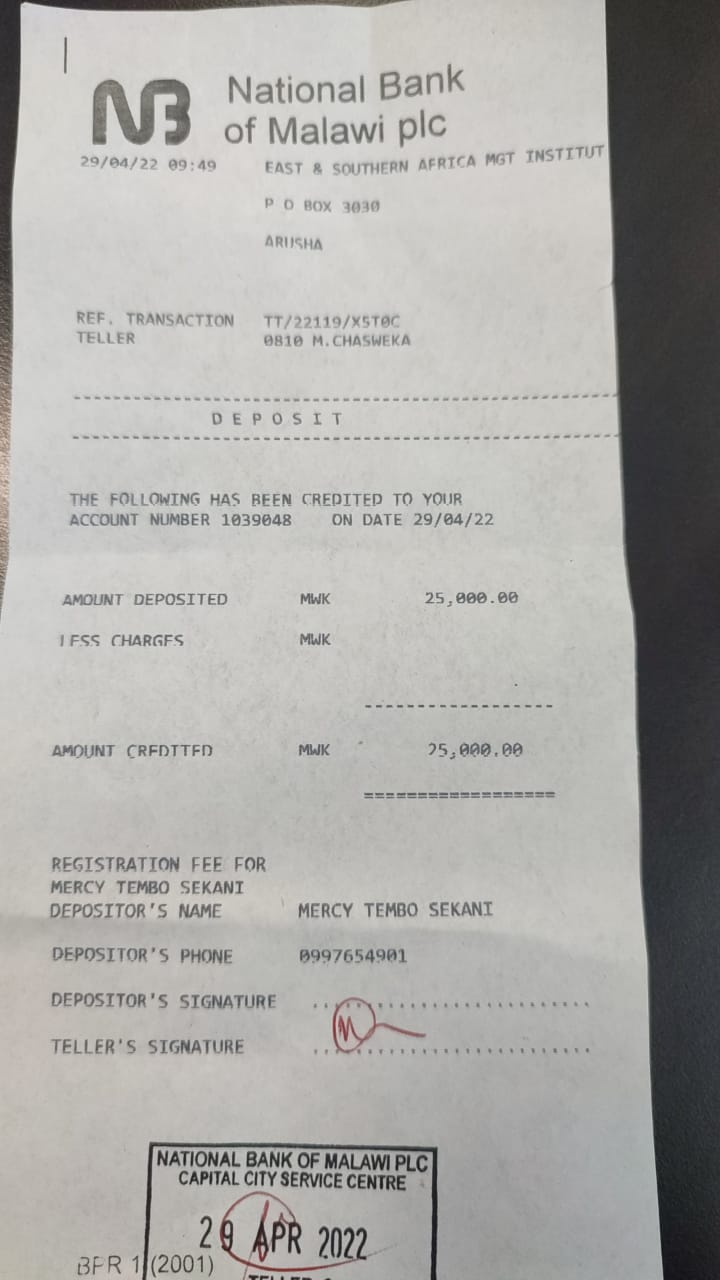 NB National Bank
of Malawi plc
29/04/22 09:49 EAST & SOUTHERN AFRICA MGT INSTITUT
P O BOX 3030
ARUSHA
REF. TRANSACTION TT/22119/X5T0C
TELLER 0810 M.CHASWEKA
DEPOSIT
THE FOLLOWING HAS BEEN CREDITED TO YOUR
ACCOUNT NUMBER 1039048 ON DATE 29/04/22
AMOUNT DEPOSITED MWK 25,000.00
LESS CHARGES MWK
AMOUNT CREDITED MWK 25,000.00
REGISTRATION FEE FOR
MERCY TEMBO SEKANI
DEPOSITOR'S NAME MERCY TEMBO SEKANI
DEPOSITOR'S PHONE 0997654901
DEPOSITOR'S SIGNATURE
TELLER'S SIGNATURE
NATIONAL BANK OF MALAWI PLC
CAPITAL CITY SERVICE CENTRE
29 APR 2022
BPR 1 (2001)
TELLER